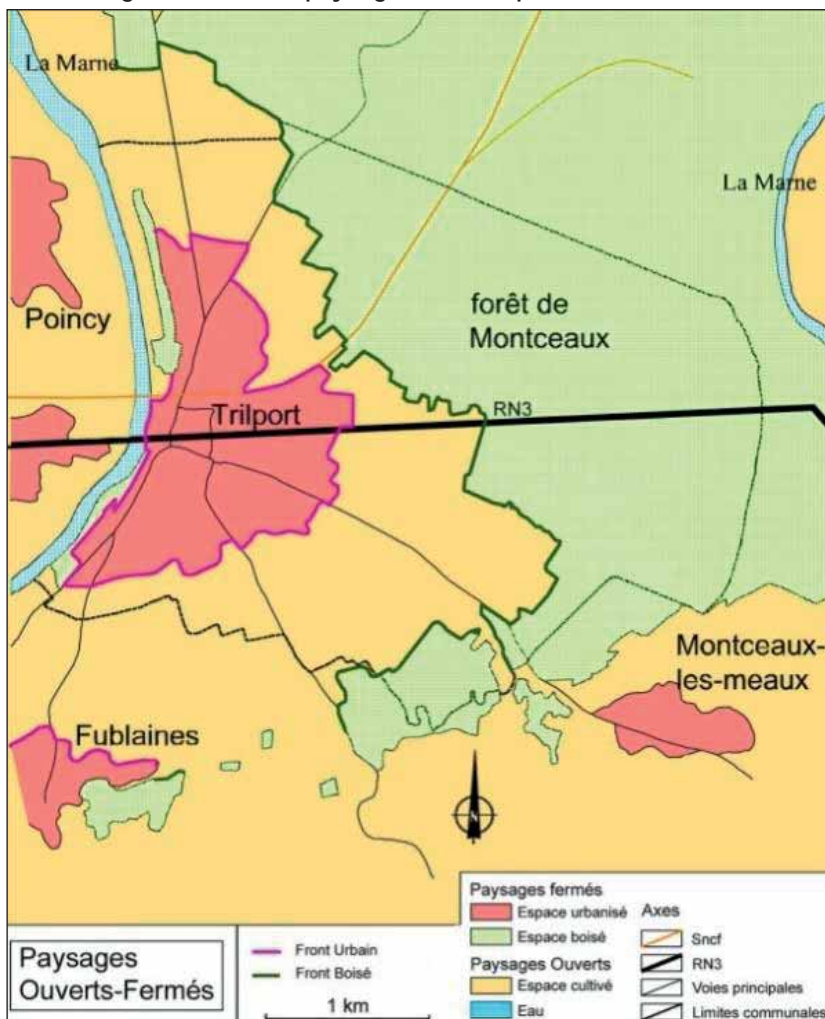 La Marne
La Marne
Poincy
forêt de
Montceaux
Trilport
RN3
Montceaux-
les-meaux
Fublaines
N
Paysages
Ouverts-Fermés
Front Urbain
Front Boisé
1 km
Paysages fermés
Espace urbanisé
Espace boisé
Paysages Ouverts
Espace cultivé
Eau
Axes
Sncf
RN3
Voies principales
Limites communales